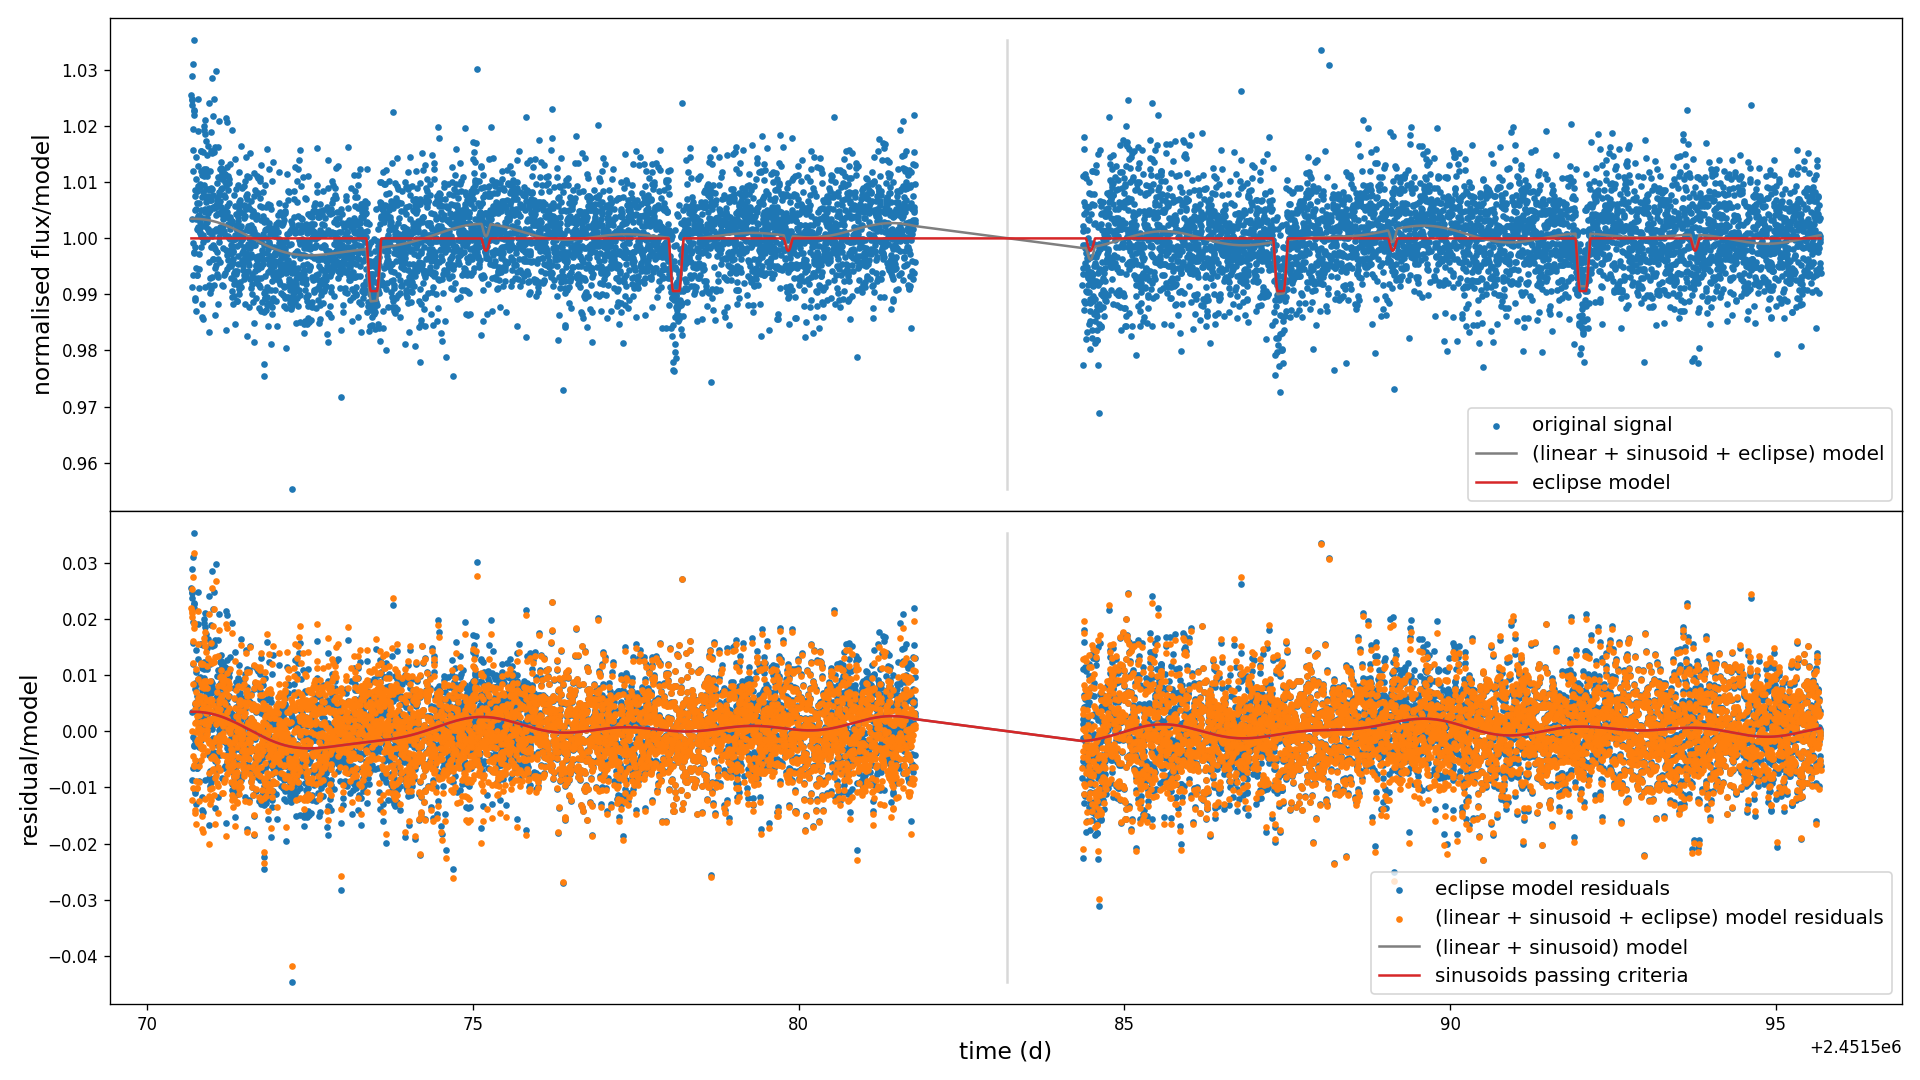 normalised flux/model
1.03
1.02
1.01
1.00
0.99
0.98
0.97
0.96
original signal
(linear + sinusoid + eclipse) model
eclipse model
residual/model
0.03
0.02
0.01
0.00
−0.01
−0.02
−0.03
−0.04
eclipse model residuals
(linear + sinusoid + eclipse) model residuals
(linear + sinusoid) model
sinusoids passing criteria
70
75
80
85
90
95
time (d)
+2.4515e6